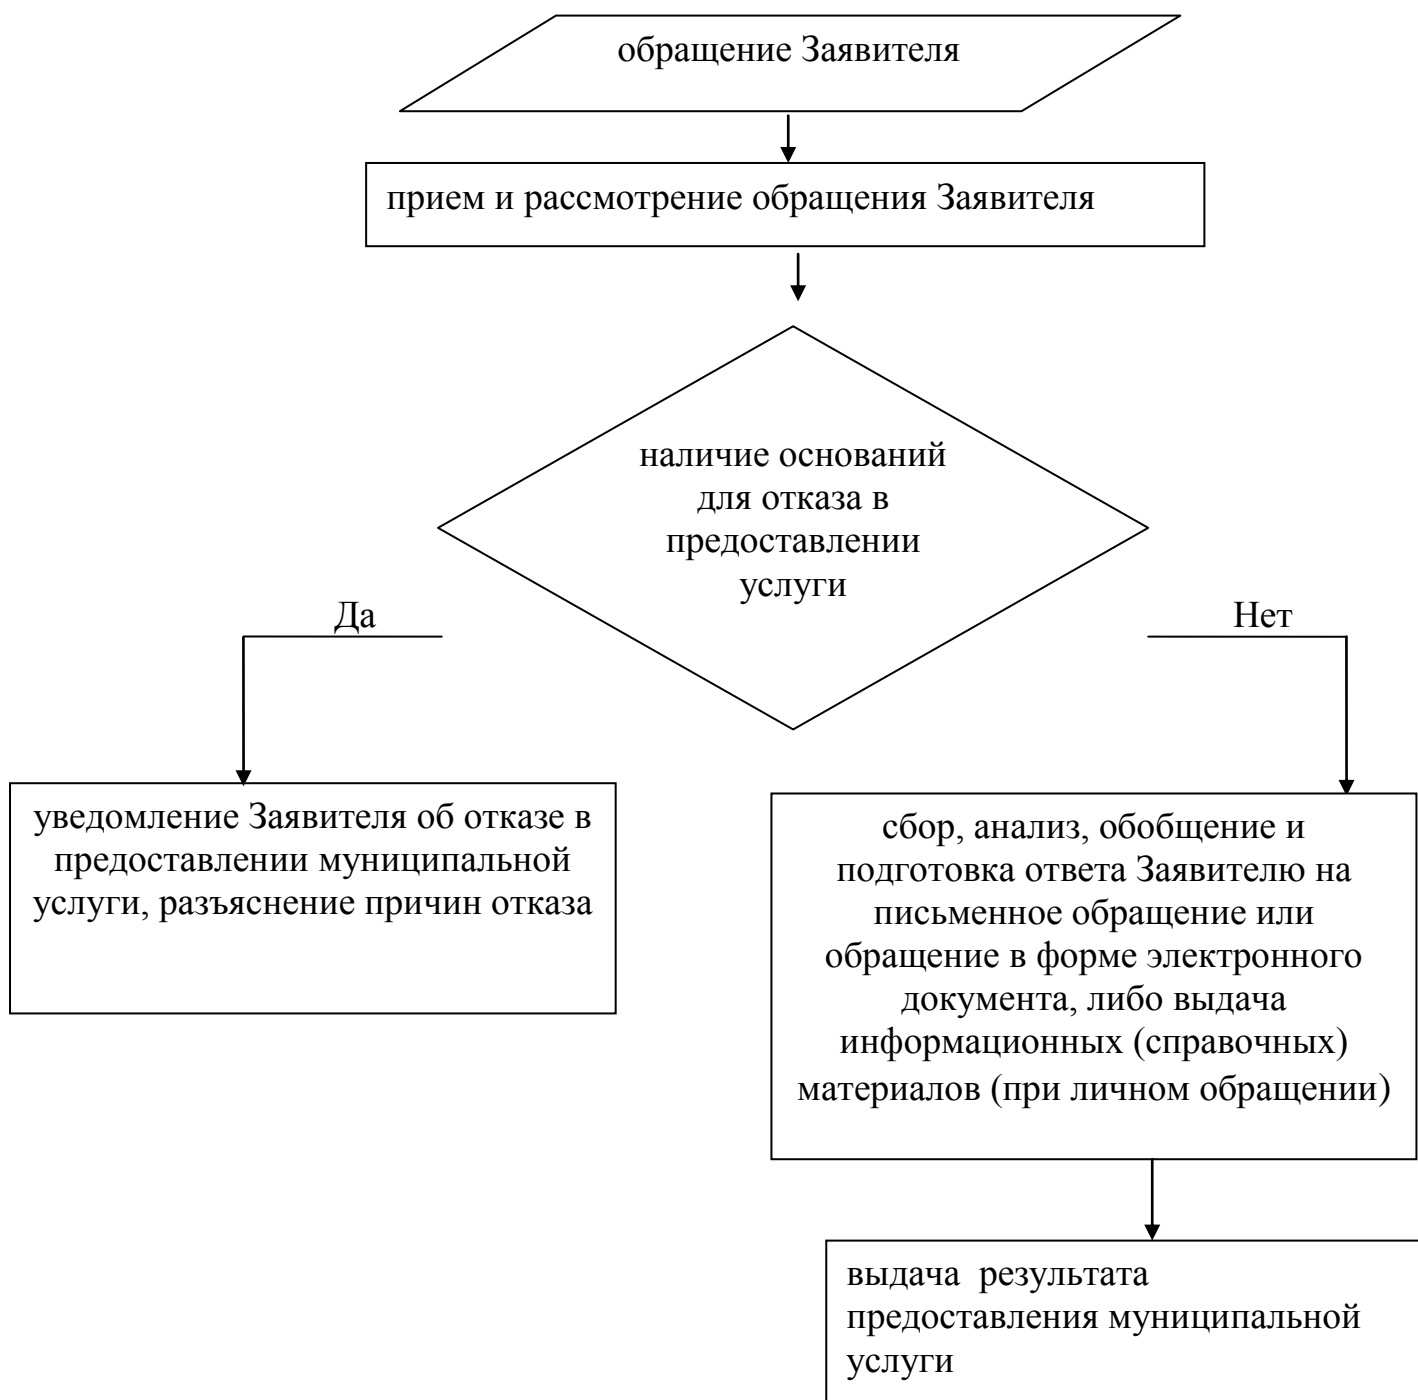 обращение Заявителя
прием и рассмотрение обращения Заявителя
наличие оснований
для отказа в
предоставлении
услуги
Да
Нет
уведомление Заявителя об отказе в
предоставлении муниципальной
услуги, разъяснение причин отказа
сбор, анализ, обобщение и
подготовка ответа Заявителю на
письменное обращение или
обращение в форме электронного
документа, либо выдача
информационных (справочных)
материалов (при личном обращении)
выдача  результата
предоставления муниципальной
услуги